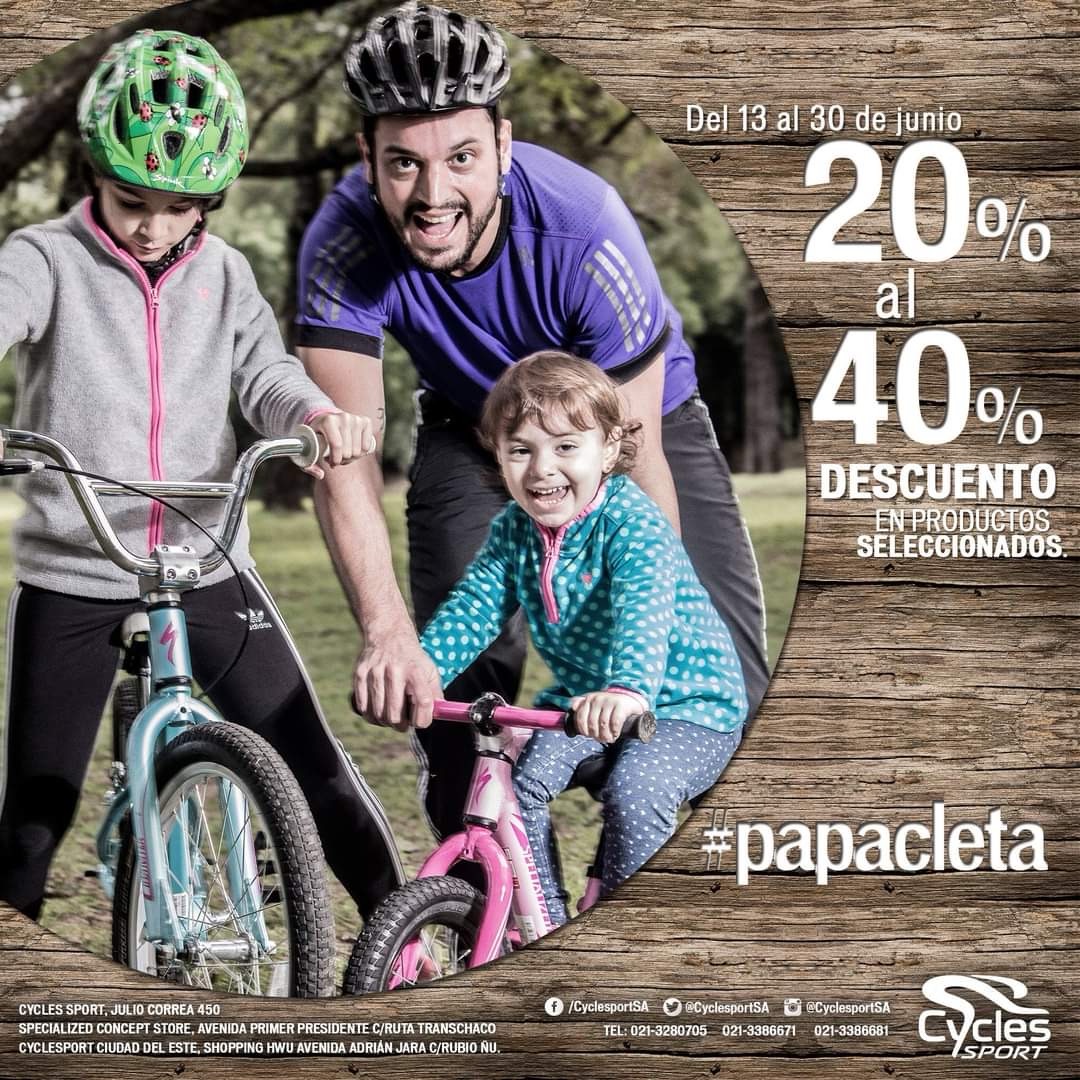 Del 13 al 30 de junio
20%
al
40%
DESCUENTO
EN PRODUCTOS
SELECCIONADOS.
#papacleta
Spiuk
adidas
CYCLES SPORT, JULIO CORREA 450
SPECIALIZED CONCEPT STORE, AVENIDA PRIMER PRESIDENTE C/RUTA TRANSCHACO
CYCLESPORT CIUDAD DEL ESTE, SHOPPING HWU AVENIDA ADRIÁN JARA C/RUBIO ÑU.
/CyclesportSA @CyclesportSA @CyclesportSA
TEL: 021-3280705 021-3386671 021-3386681
Cycles
SPORT